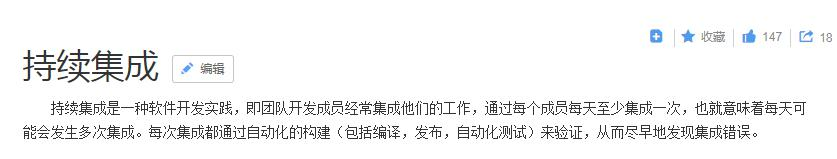 收藏 147 18
持续集成 编辑
持续集成是一种软件开发实践，即团队开发成员经常集成他们的工作，通过每个成员每天至少集成一次，也就意味着每天可
能会发生多次集成。每次集成都通过自动化的构建（包括编译，发布，自动化测试）来验证，从而尽早地发现集成错误。